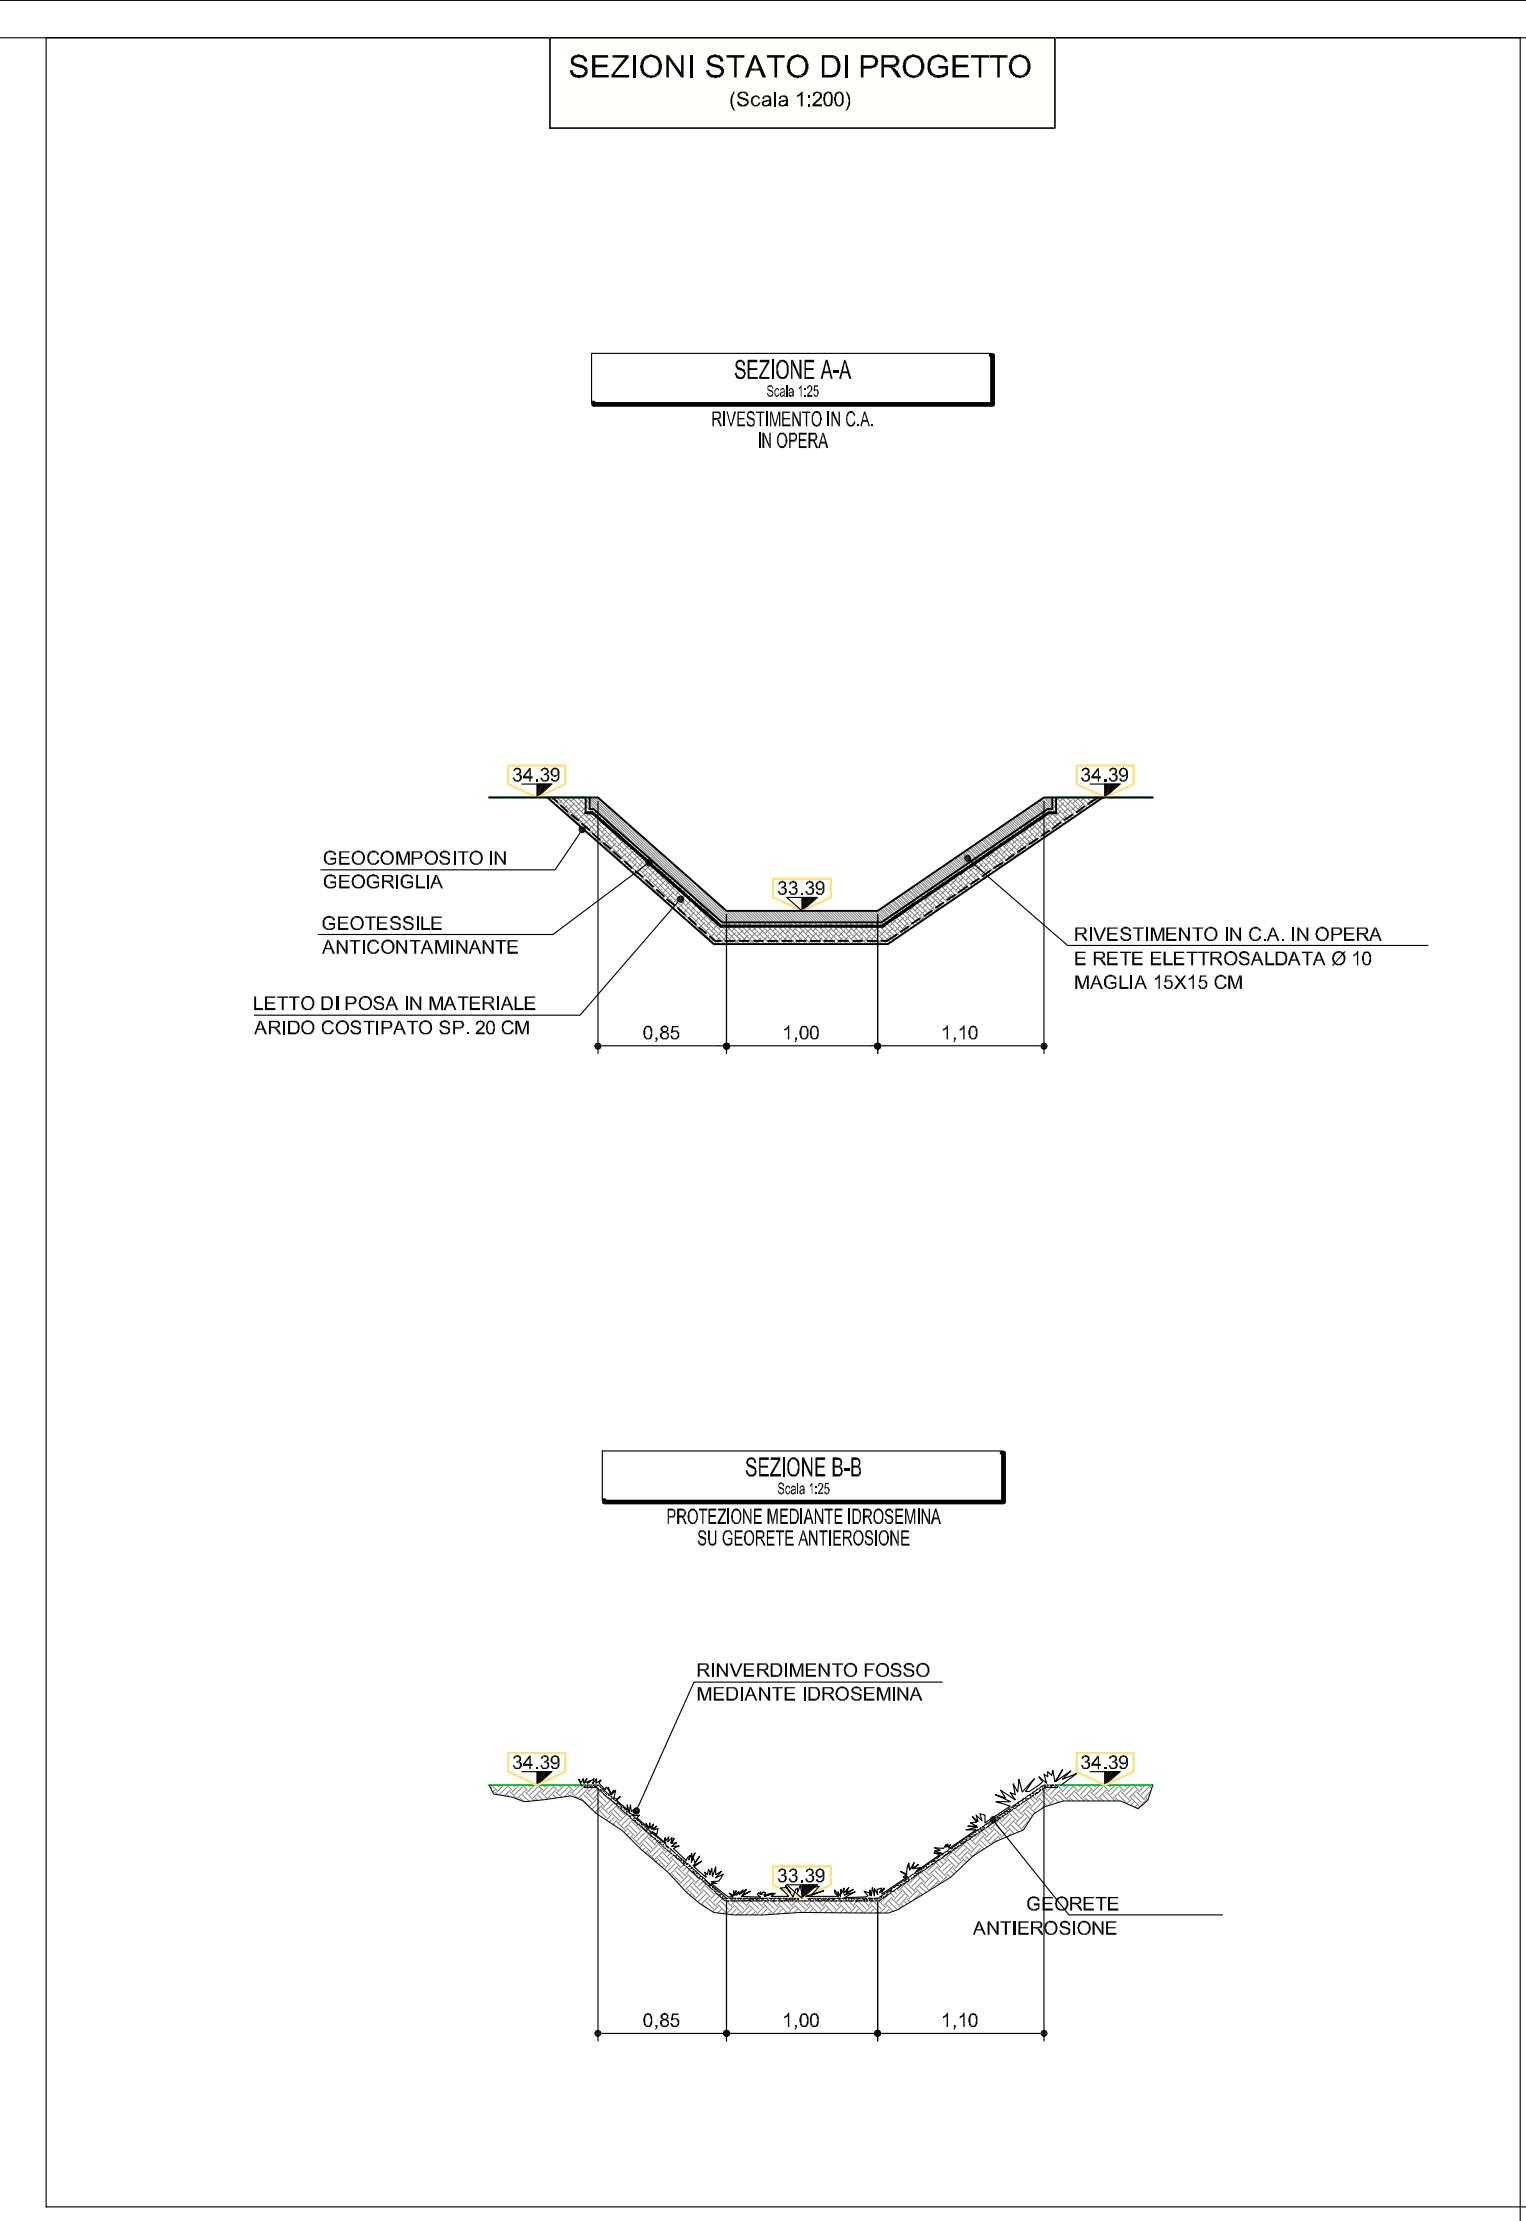 SEZIONI STATO DI PROGETTO
(Scala 1:200)
SEZIONE A-A
Scala 1:25
RIVESTIMENTO IN C.A.
IN OPERA
34.39
34.39
33.39
GEOCOMPOSITO IN
GEOGRIGLIA
GEOTESSILE
ANTICONTAMINANTE
LETTO DI POSA IN MATERIALE
ARIDO COSTIPATO SP. 20 CM
RIVESTIMENTO IN C.A. IN OPERA
E RETE ELETTROSALDATA Ø 10
MAGLIA 15X15 CM
0,85
1,00
1,10
SEZIONE B-B
Scala 1:25
PROTEZIONE MEDIANTE IDROSEMINA
SU GEORETE ANTIEROSIONE
RINVERDIMENTO FOSSO
MEDIANTE IDROSEMINA
34.39
34.39
33.39
GEORETE
ANTIEROSIONE
0,85
1,00
1,10